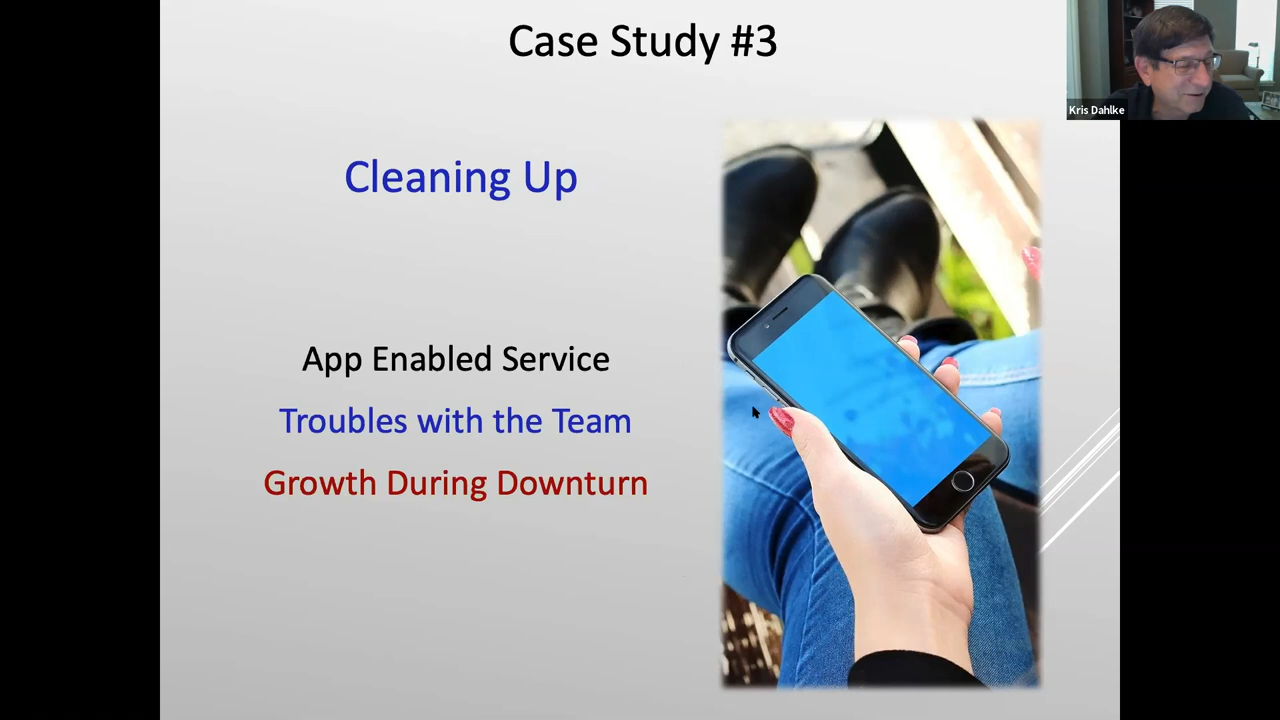 Case Study #3
Kris Dahlke
Cleaning Up
App Enabled Service
Troubles with the Team
Growth During Downturn